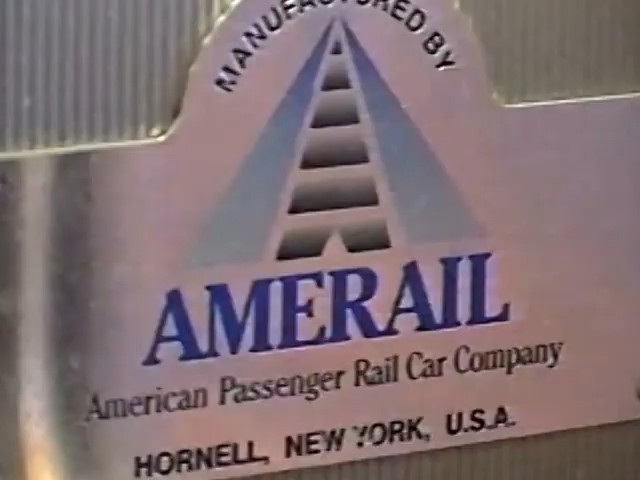 MANUFACTURED BY
AMERAIL
American Passenger Rail Car Company
HORNELL, NEW YORK, U.S.A.